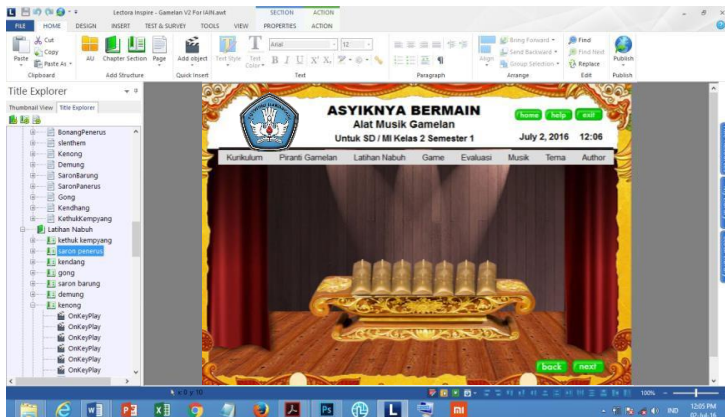 Lectora Inspire - Gamelan V2 For IAIN.awt
SECTION
ACTION
FILE
HOME
DESIGN
INSERT
TEST & SURVEY
TOOLS
VIEW
PROPERTIES
ACTION
Paste
Cut
Copy
Paste As
Clipboard
AU
Chapter
Section
Page
Add Structure
Add object
Quick Insert
Text Style
Text Color
Arial
12
B I U X' X.
Text
Paragraph
Align
Bring Forward
Send Backward
Group Selection
Arrange
Find
Find Next
Replace
Edit
Publish
Publish
Title Explorer
Thumbnail View
Title Explorer
BonangPenerus
slenthem
Kenong
Demung
SaronBarung
SaronPanerus
Gong
Kendhang
KethukKempyang
Latihan Nabuh
kethuk kempyang
saron penerus
kendang
gong
saron barung
demung
kenong
OnKeyPlay
OnKeyPlay
OnKeyPlay
OnKeyPlay
OnKeyPlay
ASYIKNYA BERMAIN
Alat Musik Gamelan
Untuk SD / MI Kelas 2 Semester 1
home
help
exit
July 2, 2016 12:06
Kurikulum
Piranti Gamelan
Latihan Nabuh
Game
Evaluasi
Musik
Tema
Author
back
next
x 0 y 10
100%
IND
12:05 PM
02-Jul-16